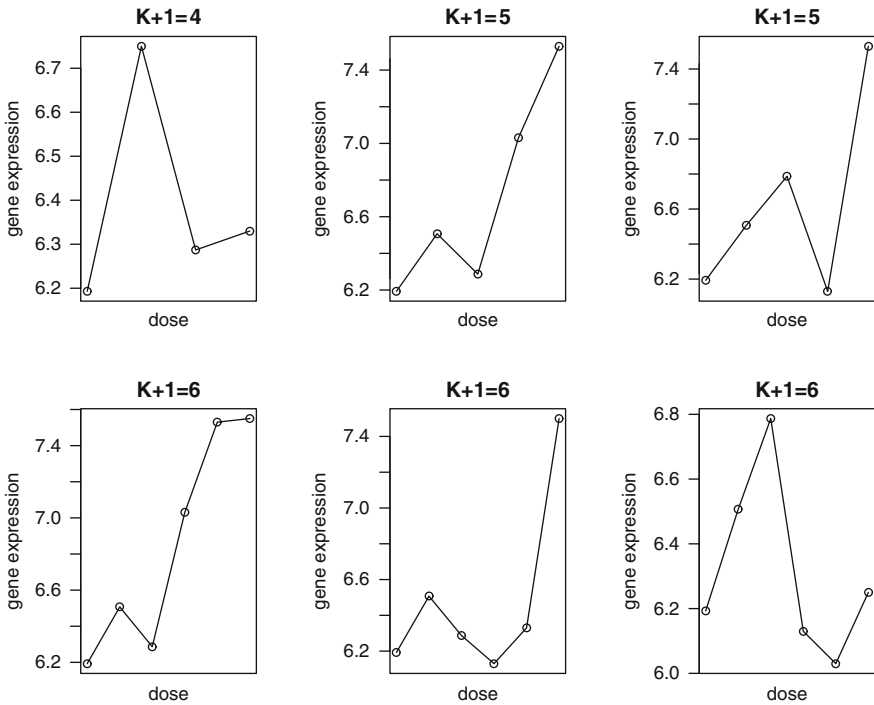 K+1=4
gene expression
6.7
6.6
6.5
6.4
6.3
6.2
dose
K+1=5
gene expression
7.4
7.0
6.6
6.2
dose
K+1=5
gene expression
7.4
7.0
6.6
6.2
dose
K+1=6
gene expression
7.4
7.0
6.6
6.2
dose
K+1=6
gene expression
7.4
7.0
6.6
6.2
dose
K+1=6
gene expression
6.8
6.6
6.4
6.2
6.0
dose